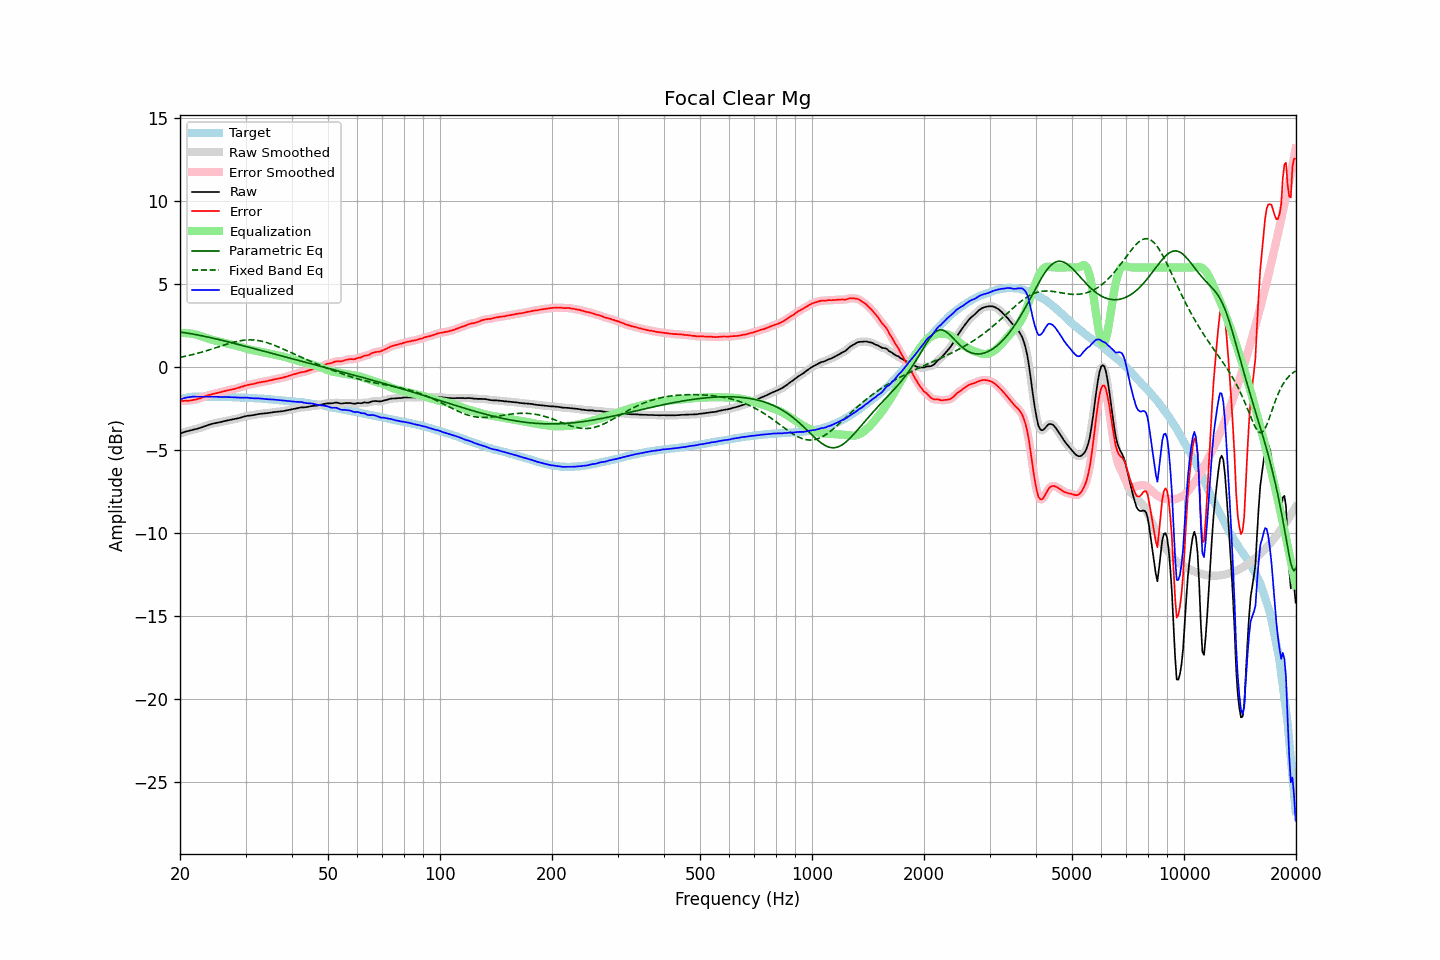 Focal Clear Mg
15
10
5
0
−5
−10
−15
−20
−25
Amplitude (dBr)
Target
Raw Smoothed
Error Smoothed
Raw
Error
Equalization
Parametric Eq
Fixed Band Eq
Equalized
20 50 100 200 500 1000 2000 5000 10000 20000
Frequency (Hz)